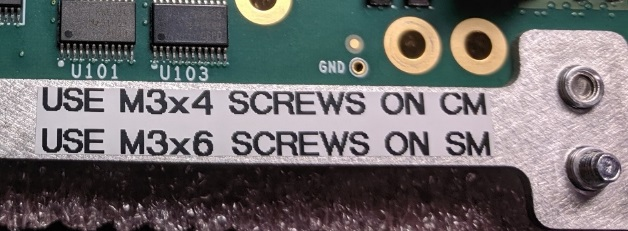 U101 U103 GND
USE M3x4 SCREWS ON CM
USE M3x6 SCREWS ON SM